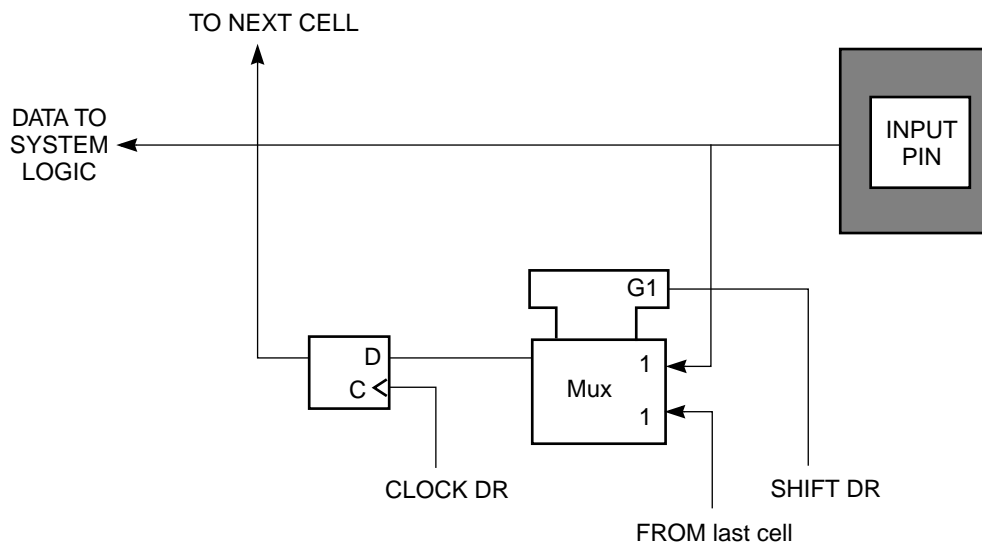 TO NEXT CELL
DATA TO
SYSTEM
LOGIC
INPUT
PIN
G1
D
C
Mux
1
1
CLOCK DR
SHIFT DR
FROM last cell